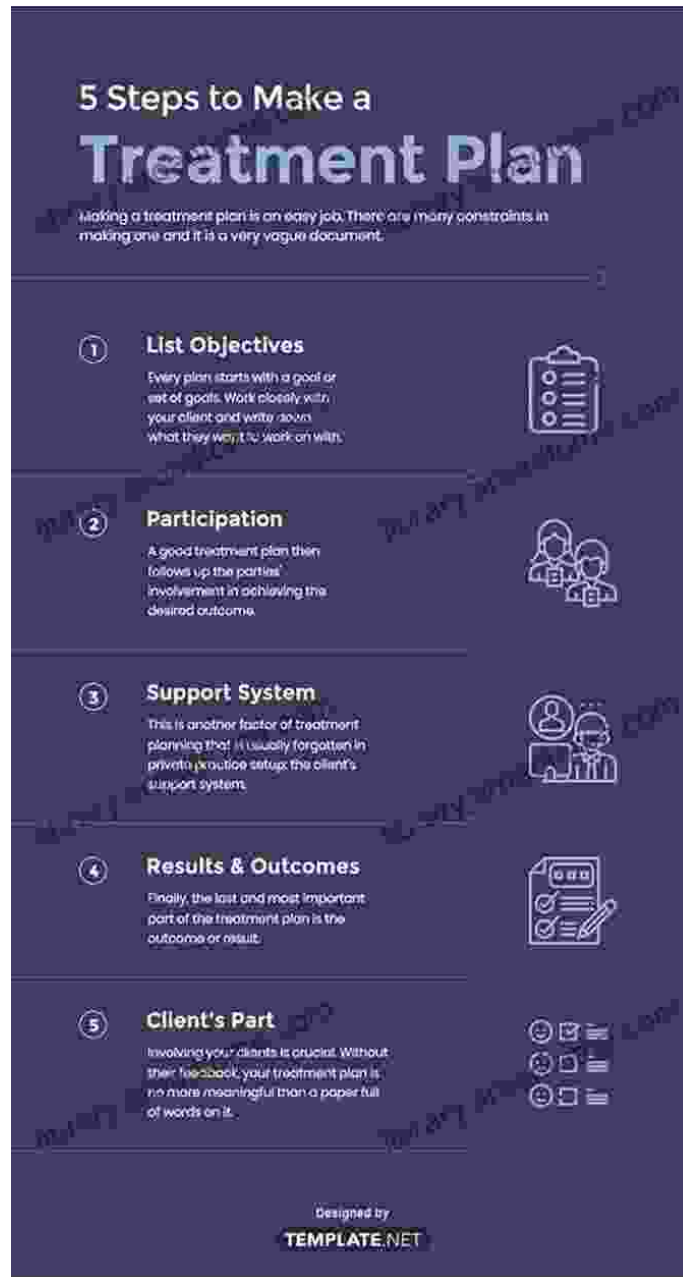 5 Steps to Make a
Treatment Plan
Making a treatment plan is an easy job. There are many constraints in
making one and it is a very vague document.
1
List Objectives
Every plan starts with a goal or
set of goals. Work closely with
your client and write down
what they want to work on with.
2
Participation
A good treatment plan then
follows up the parties'
involvement in achieving the
desired outcome.
3
Support System
This is another factor of treatment
planning that is usually forgotten in
private practice setup: the client's
support system.
4
Results & Outcomes
Finally, the last and most important
part of the treatment plan is the
outcome or result.
5
Client's Part
Involving your clients is crucial. Without
their feedback, your treatment plan is
no more meaningful than a paper full
of words on it.
Designed by
TEMPLATE.NET